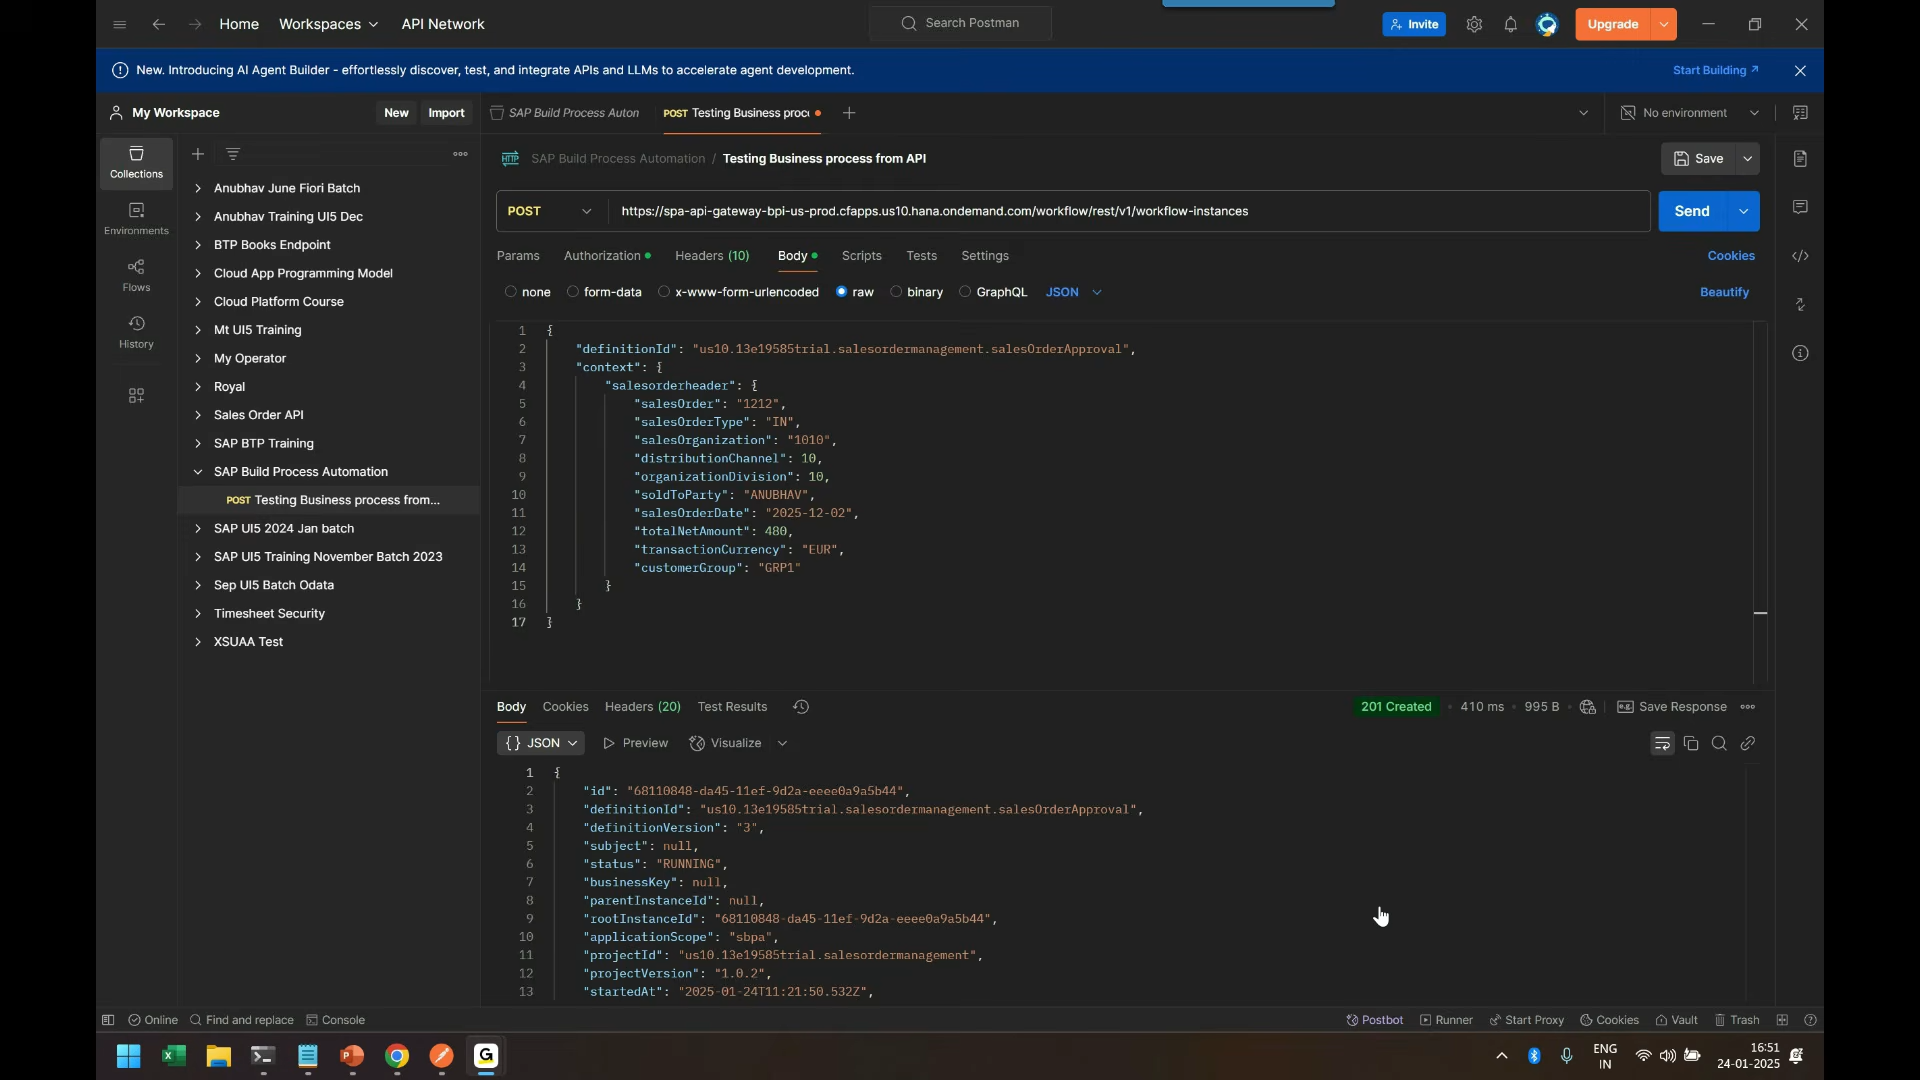 Home Workspaces API Network Search Postman Invite Upgrade
New. Introducing AI Agent Builder - effortlessly discover, test, and integrate APIs and LLMs to accelerate agent development. Start Building
My Workspace New Import SAP Build Process Auton POST Testing Business proc No environment
Collections
SAP Build Process Automation / Testing Business process from API Save
Anubhav June Fiori Batch
POST https://spa-api-gateway-bpi-us-prod.cfapps.us10.hana.ondemand.com/workflow/rest/v1/workflow-instances Send
Anubhav Training UI5 Dec
Environments
BTP Books Endpoint
Params Authorization Headers (10) Body Scripts Tests Settings Cookies
Cloud App Programming Model
Flows
none form-data x-www-form-urlencoded raw binary GraphQL JSON Beautify
Cloud Platform Course
Mt UI5 Training
History
My Operator
Royal
Sales Order API
SAP BTP Training
SAP Build Process Automation
POST Testing Business process from...
SAP UI5 2024 Jan batch
SAP UI5 Training November Batch 2023
Sep UI5 Batch Odata
Timesheet Security
XSUAA Test
1 {
2 "definitionId": "us10.13e19585trial.salesordermanagement.salesOrderApproval",
3 "context": {
4 "salesorderheader": {
5 "salesOrder": "1212",
6 "salesOrderType": "IN",
7 "salesOrganization": "1010",
8 "distributionChannel": 10,
9 "organizationDivision": 10,
10 "soldToParty": "ANUBHAV",
11 "salesOrderDate": "2025-12-02",
12 "totalNetAmount": 480,
13 "transactionCurrency": "EUR",
14 "customerGroup": "GRP1"
15 }
16 }
17 }
Body Cookies Headers (20) Test Results 201 Created 410 ms 995 B Save Response
{} JSON Preview Visualize
1 {
2 "id": "68110848-da45-11ef-9d2a-eeee0a9a5b44",
3 "definitionId": "us10.13e19585trial.salesordermanagement.salesOrderApproval",
4 "definitionVersion": "3",
5 "subject": null,
6 "status": "RUNNING",
7 "businessKey": null,
8 "parentInstanceId": null,
9 "rootInstanceId": "68110848-da45-11ef-9d2a-eeee0a9a5b44",
10 "applicationScope": "sbpa",
11 "projectId": "us10.13e19585trial.salesordermanagement",
12 "projectVersion": "1.0.2",
13 "startedAt": "2025-01-24T11:21:50.532Z",
Online Find and replace Console Postbot Runner Start Proxy Cookies Vault Trash
ENG 16:51
IN 24-01-2025